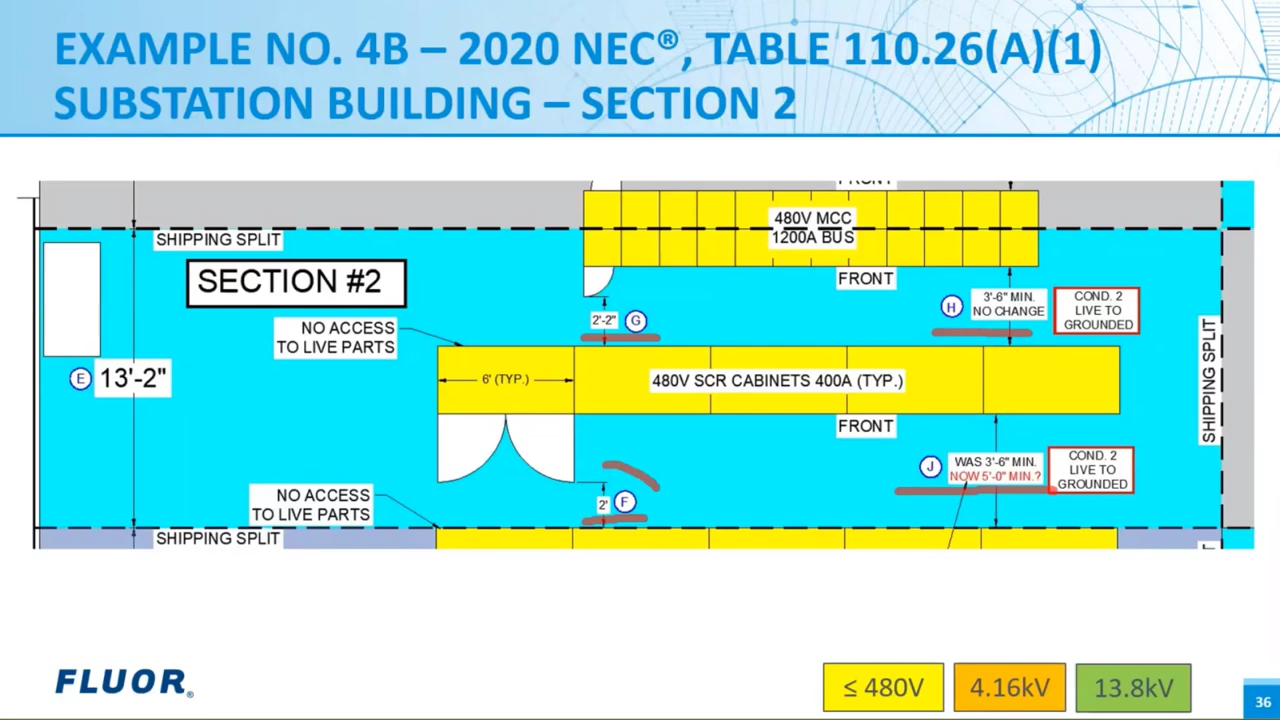 EXAMPLE NO. 4B – 2020 NEC®, TABLE 110.26(A)(1)
SUBSTATION BUILDING – SECTION 2
FRONT
480V MCC
1200A BUS
SHIPPING SPLIT
SECTION #2
FRONT
NO ACCESS
TO LIVE PARTS
2'-2"
G
H
3'-6" MIN.
NO CHANGE
COND. 2
LIVE TO
GROUNDED
E
13'-2"
6' (TYP.)
480V SCR CABINETS 400A (TYP.)
SHIPPING SPLIT
FRONT
J
WAS 3'-6" MIN.
NOW 5'-0" MIN.?
COND. 2
LIVE TO
GROUNDED
NO ACCESS
TO LIVE PARTS
2'
F
SHIPPING SPLIT
FLUOR®
≤ 480V
4.16kV
13.8kV
36